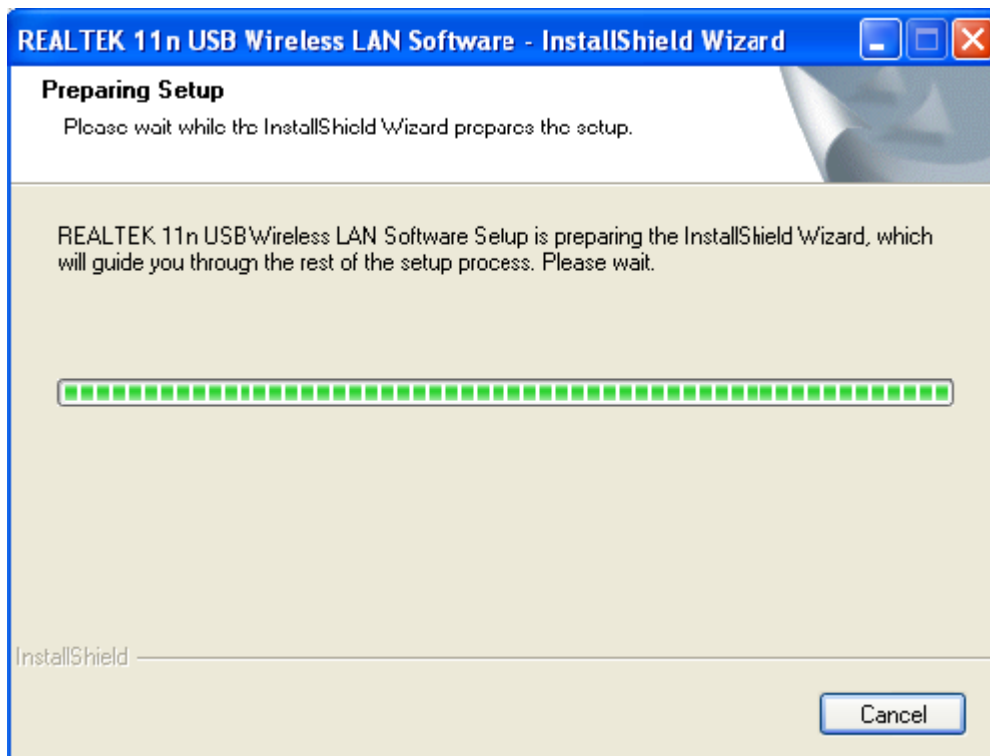 REALTEK 11n USB Wireless LAN Software - InstallShield Wizard
Preparing Setup
Please wait while the InstallShield Wizard prepares the setup.
REALTEK 11n USB Wireless LAN Software Setup is preparing the InstallShield Wizard, which
will guide you through the rest of the setup process. Please wait.
InstallShield
Cancel